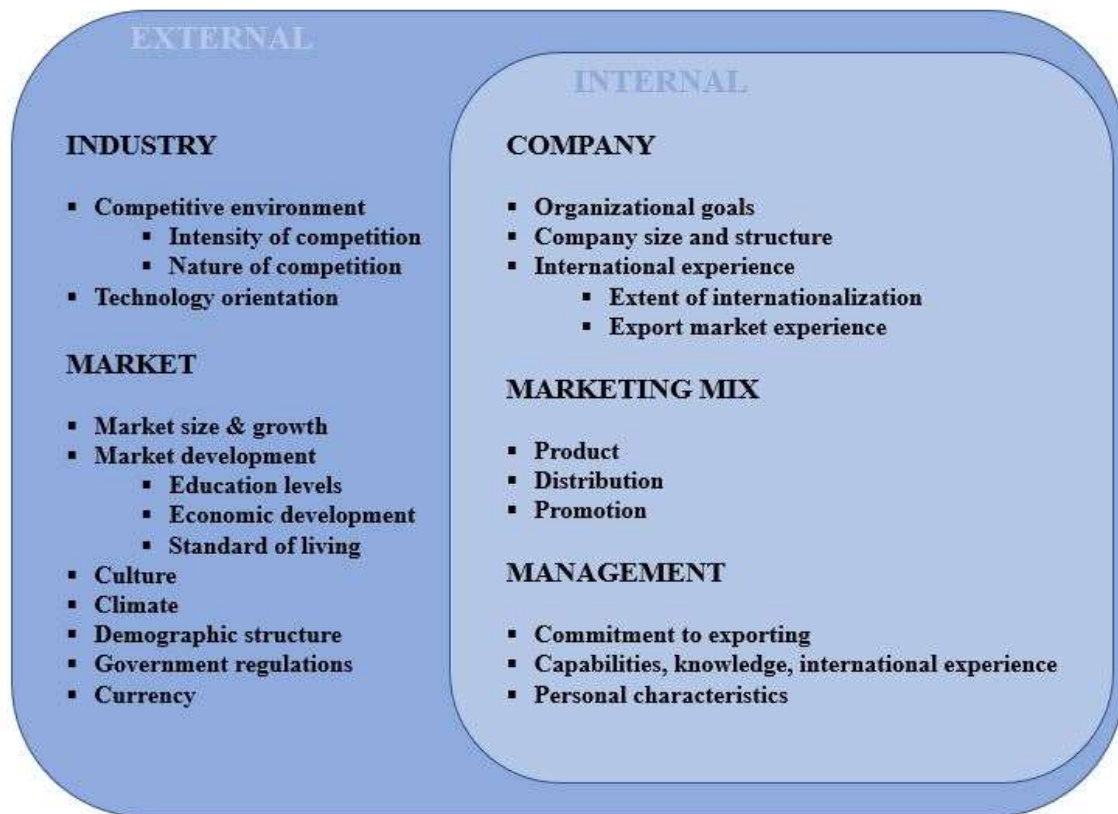 EXTERNAL
INTERNAL
INDUSTRY
▪ Competitive environment
▪ Intensity of competition
▪ Nature of competition
▪ Technology orientation
MARKET
▪ Market size & growth
▪ Market development
▪ Education levels
▪ Economic development
▪ Standard of living
▪ Culture
▪ Climate
▪ Demographic structure
▪ Government regulations
▪ Currency
COMPANY
▪ Organizational goals
▪ Company size and structure
▪ International experience
▪ Extent of internationalization
▪ Export market experience
MARKETING MIX
▪ Product
▪ Distribution
▪ Promotion
MANAGEMENT
▪ Commitment to exporting
▪ Capabilities, knowledge, international experience
▪ Personal characteristics